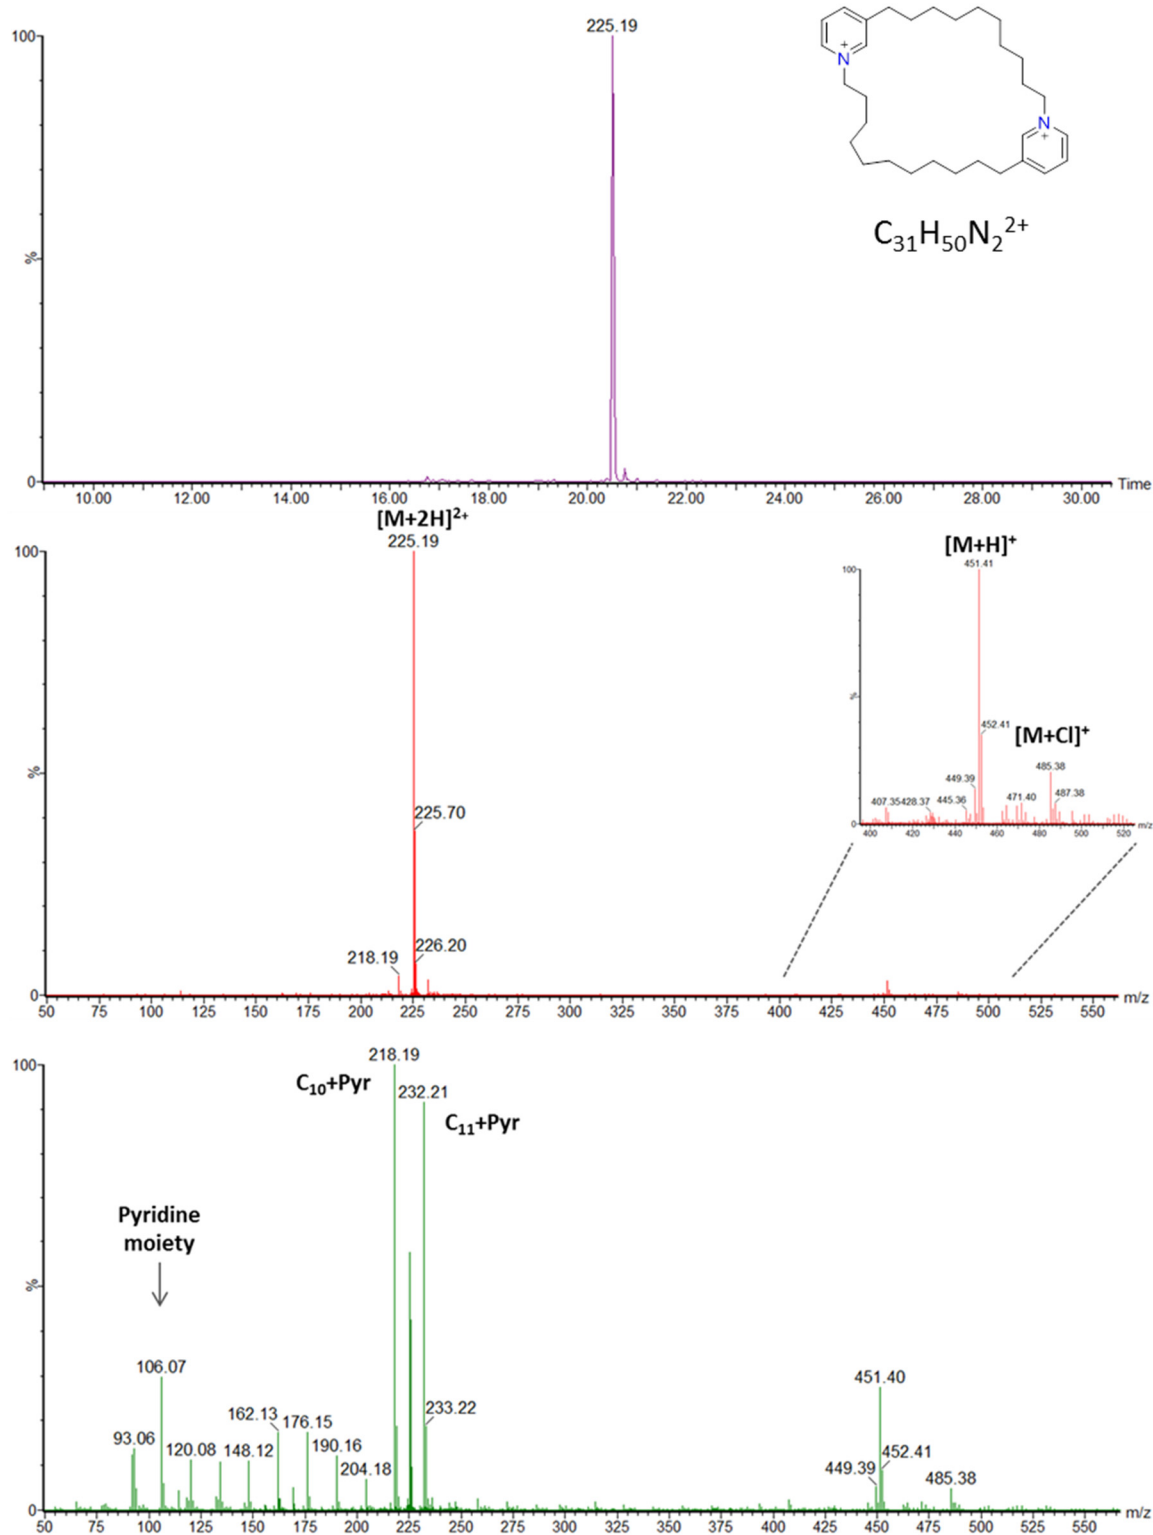 225.19
100
%
0
10.00 12.00 14.00 16.00 18.00 20.00 22.00 24.00 26.00 28.00 30.00 Time
N
+
N
+
C₃₁H₅₀N₂²⁺
[M+2H]²⁺
225.19
100
%
225.70
226.20
218.19
0
50 75 100 125 150 175 200 225 250 275 300 325 350 375 400 425 450 475 500 525 550 m/z
[M+H]⁺
451.41
100
%
452.41
[M+Cl]⁺
485.38
449.39
487.38
407.35 428.37 445.36 471.40
0
400 420 440 460 480 500 520 m/z
218.19
100
C₁₀+Pyr
232.21
C₁₁+Pyr
Pyridine
moiety
%
106.07
451.40
162.13 176.15
233.22
93.06
120.08 148.12
190.16
452.41
204.18
449.39
485.38
0
50 75 100 125 150 175 200 225 250 275 300 325 350 375 400 425 450 475 500 525 550 m/z